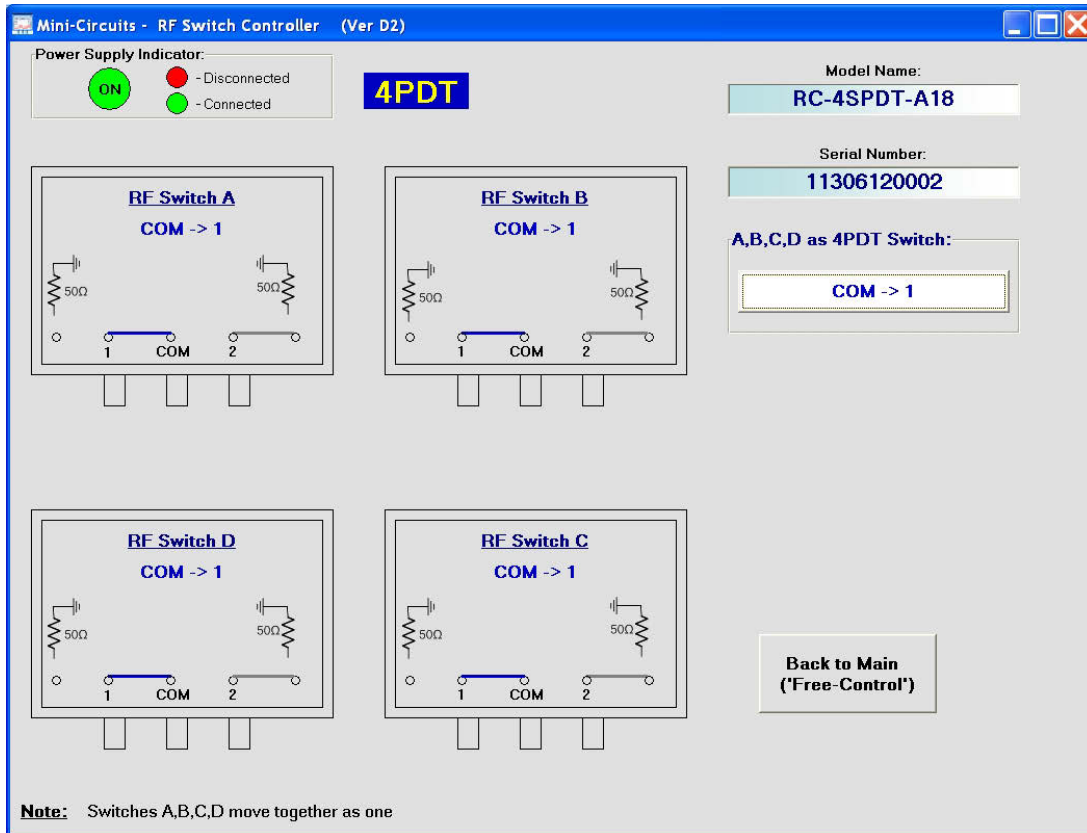 Mini-Circuits - RF Switch Controller (Ver D2)
Power Supply Indicator:
ON
- Disconnected
- Connected
4PDT
Model Name:
RC-4SPDT-A18
Serial Number:
11306120002
A,B,C,D as 4PDT Switch:
COM -> 1
RF Switch A
COM -> 1
50Ω
50Ω
1 COM 2
RF Switch B
COM -> 1
50Ω
50Ω
1 COM 2
RF Switch D
COM -> 1
50Ω
50Ω
1 COM 2
RF Switch C
COM -> 1
50Ω
50Ω
1 COM 2
Back to Main
('Free-Control')
Note: Switches A,B,C,D move together as one